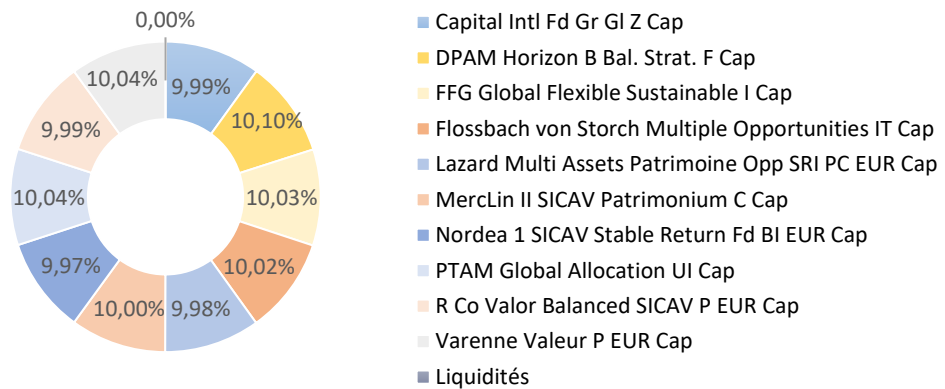 0,00%
9,99%
10,10%
10,03%
10,02%
9,98%
10,00%
9,97%
10,04%
9,99%
10,04%
Capital Intl Fd Gr Gl Z Cap
DPAM Horizon B Bal. Strat. F Cap
FFG Global Flexible Sustainable I Cap
Flossbach von Storch Multiple Opportunities IT Cap
Lazard Multi Assets Patrimoine Opp SRI PC EUR Cap
MercLin II SICAV Patrimonium C Cap
Nordea 1 SICAV Stable Return Fd BI EUR Cap
PTAM Global Allocation UI Cap
R Co Valor Balanced SICAV P EUR Cap
Varenne Valeur P EUR Cap
Liquidités